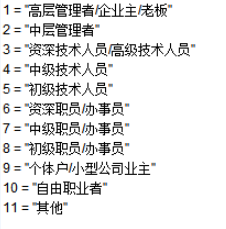 1 = "高层管理者/企业主/老板"
2 = "中层管理者"
3 = "资深技术人员/高级技术人员"
4 = "中级技术人员"
5 = "初级技术人员"
6 = "资深职员/办事员"
7 = "中级职员/办事员"
8 = "初级职员/办事员"
9 = "个体户/小型公司业主"
10 = "自由职业者"
11 = "其他"